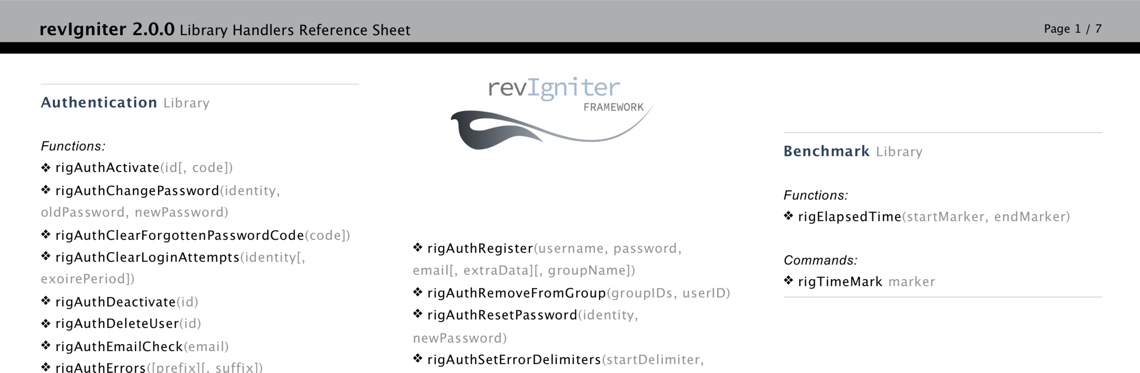 revIgniter 2.0.0 Library Handlers Reference Sheet
Page 1 / 7
Authentication Library
Functions:
❖ rigAuthActivate(id[, code])
❖ rigAuthChangePassword(identity,
oldPassword, newPassword)
❖ rigAuthClearForgottenPasswordCode(code])
❖ rigAuthClearLoginAttempts(identity[,
exoirePeriod])
❖ rigAuthDeactivate(id)
❖ rigAuthDeleteUser(id)
❖ rigAuthEmailCheck(email)
❖ rigAuthErrors([prefix][, suffix])
revIgniter
FRAMEWORK
❖ rigAuthRegister(username, password,
email[, extraData][, groupName])
❖ rigAuthRemoveFromGroup(groupIDs, userID)
❖ rigAuthResetPassword(identity,
newPassword)
❖ rigAuthSetErrorDelimiters(startDelimiter,
Benchmark Library
Functions:
❖ rigElapsedTime(startMarker, endMarker)
Commands:
❖ rigTimeMark marker